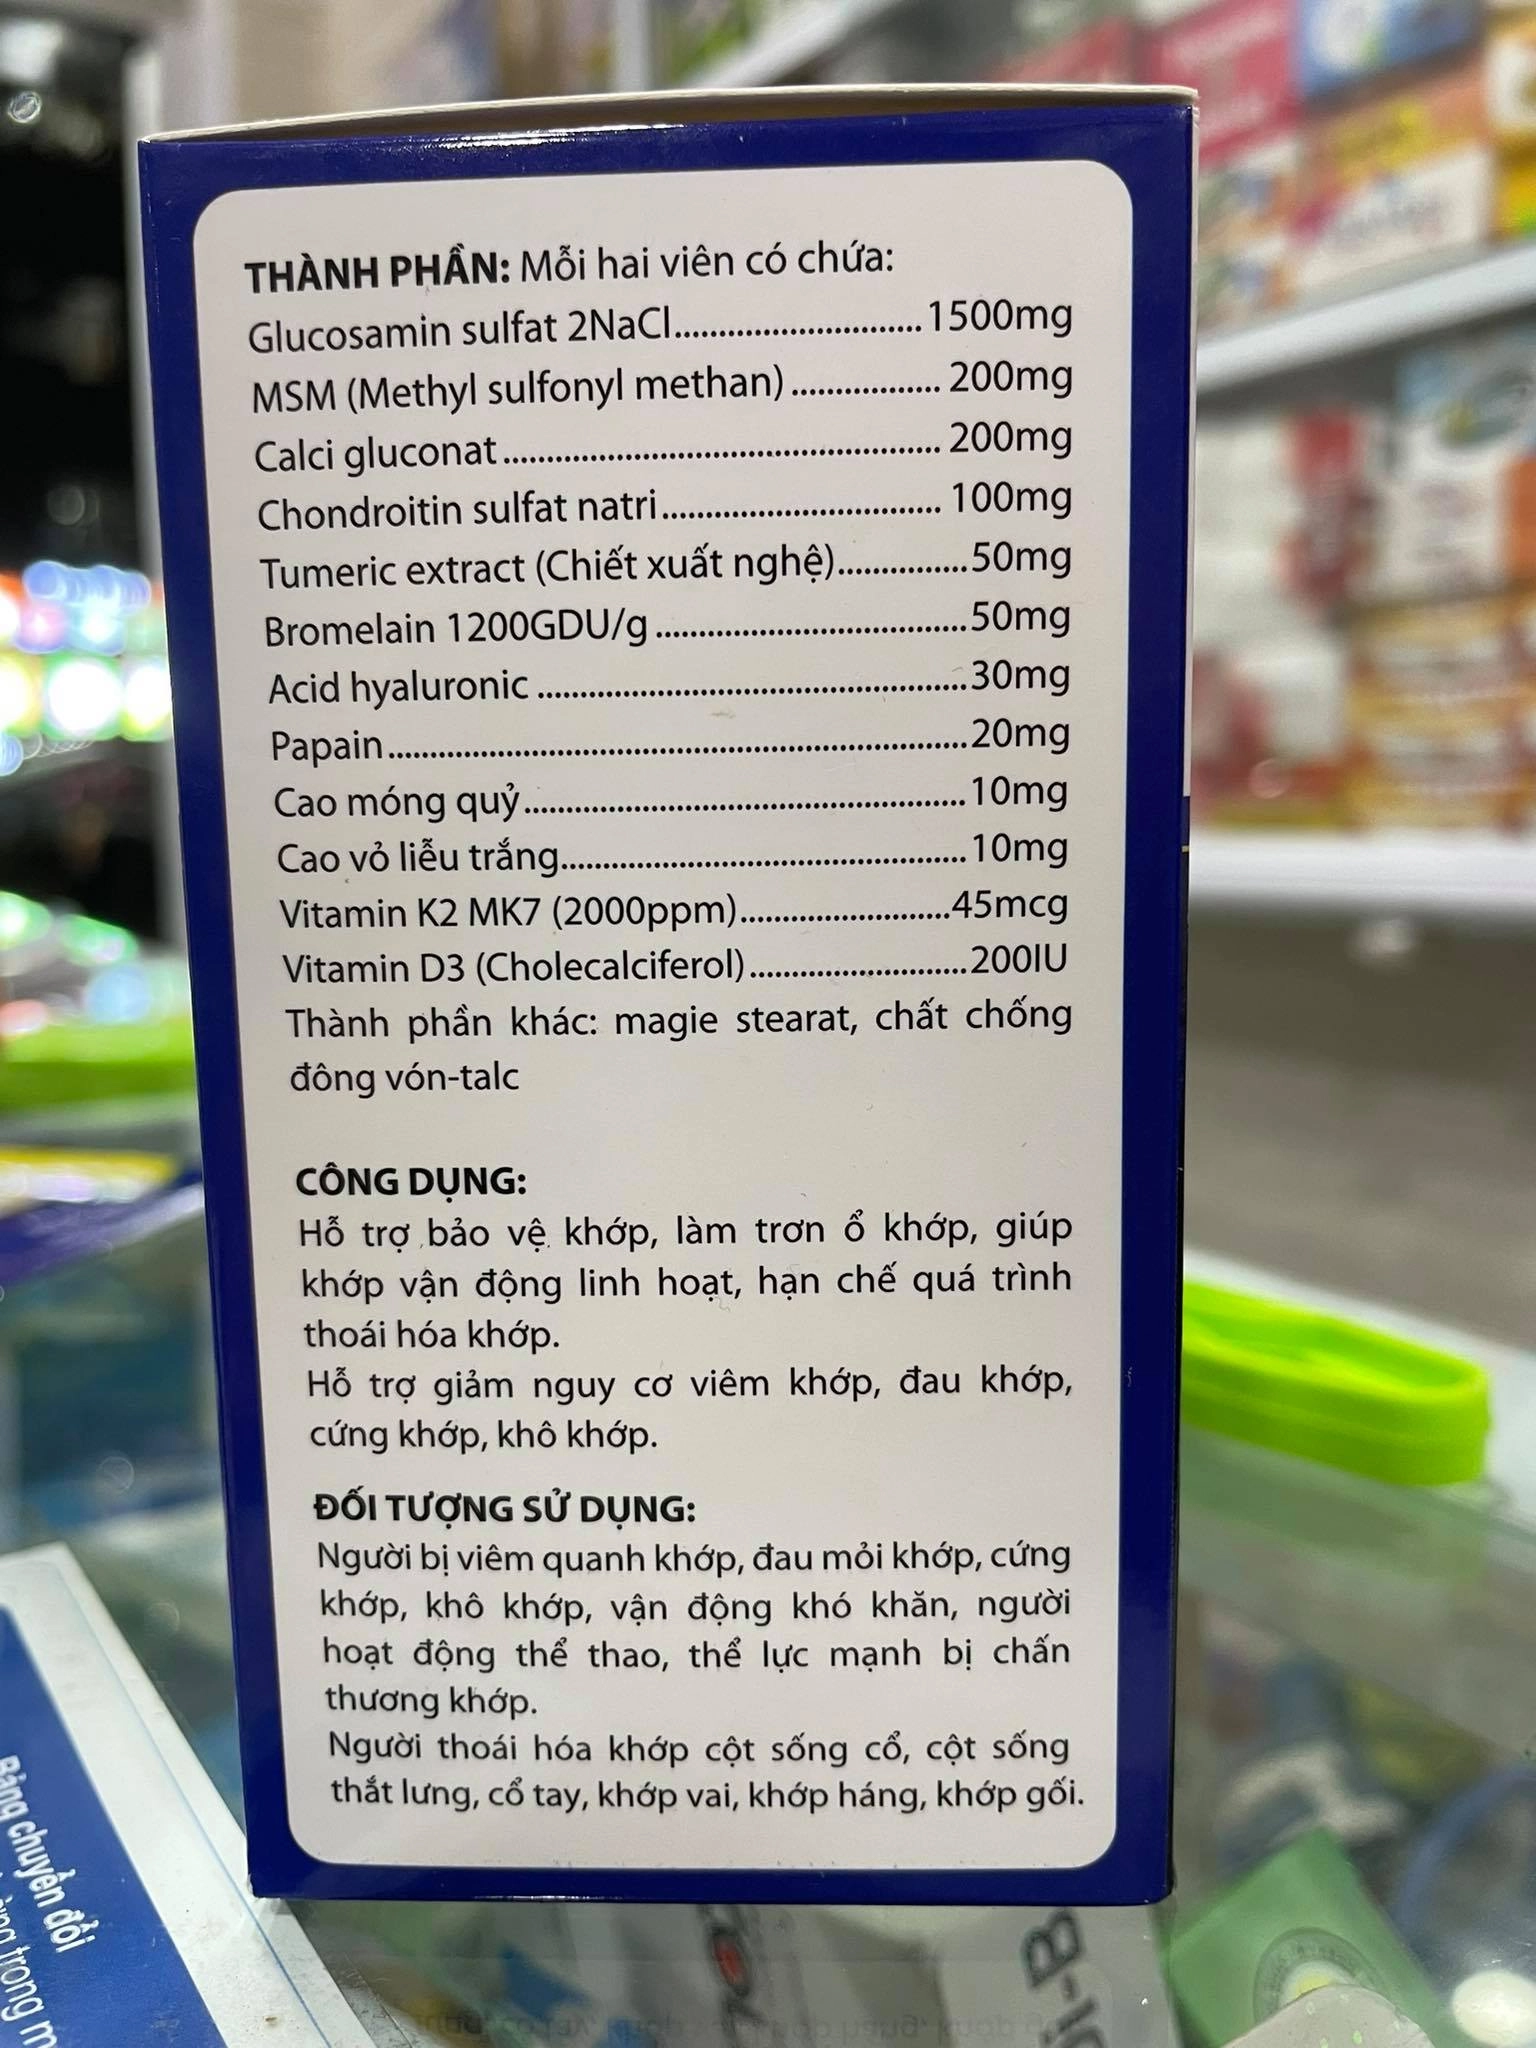 THÀNH PHẦN: Mỗi hai viên có chứa:
Glucosamin sulfat 2NaCl........................... 1500mg
MSM (Methyl sulfonyl methan)................ 200mg
Calci gluconat............................................... 200mg
Chondroitin sulfat natri.............................. 100mg
Tumeric extract (Chiết xuất nghệ)..............50mg
Bromelain 1200GDU/g.................................50mg
Acid hyaluronic..............................................30mg
Papain..............................................................20mg
Cao móng quỷ...............................................10mg
Cao vỏ liễu trắng...........................................10mg
Vitamin K2 MK7 (2000ppm).......................45mcg
Vitamin D3 (Cholecalciferol).......................200IU
Thành phần khác: magie stearat, chất chống
đông vón-talc
CÔNG DỤNG:
Hỗ trợ bảo vệ khớp, làm trơn ổ khớp, giúp
khớp vận động linh hoạt, hạn chế quá trình
thoái hóa khớp.
Hỗ trợ giảm nguy cơ viêm khớp, đau khớp,
cứng khớp, khô khớp.
ĐỐI TƯỢNG SỬ DỤNG:
Người bị viêm quanh khớp, đau mỏi khớp, cứng
khớp, khô khớp, vận động khó khăn, người
hoạt động thể thao, thể lực mạnh bị chấn
thương khớp.
Người thoái hóa khớp cột sống cổ, cột sống
thắt lưng, cổ tay, khớp vai, khớp háng, khớp gối.
Bảng chuyển đổi
trong